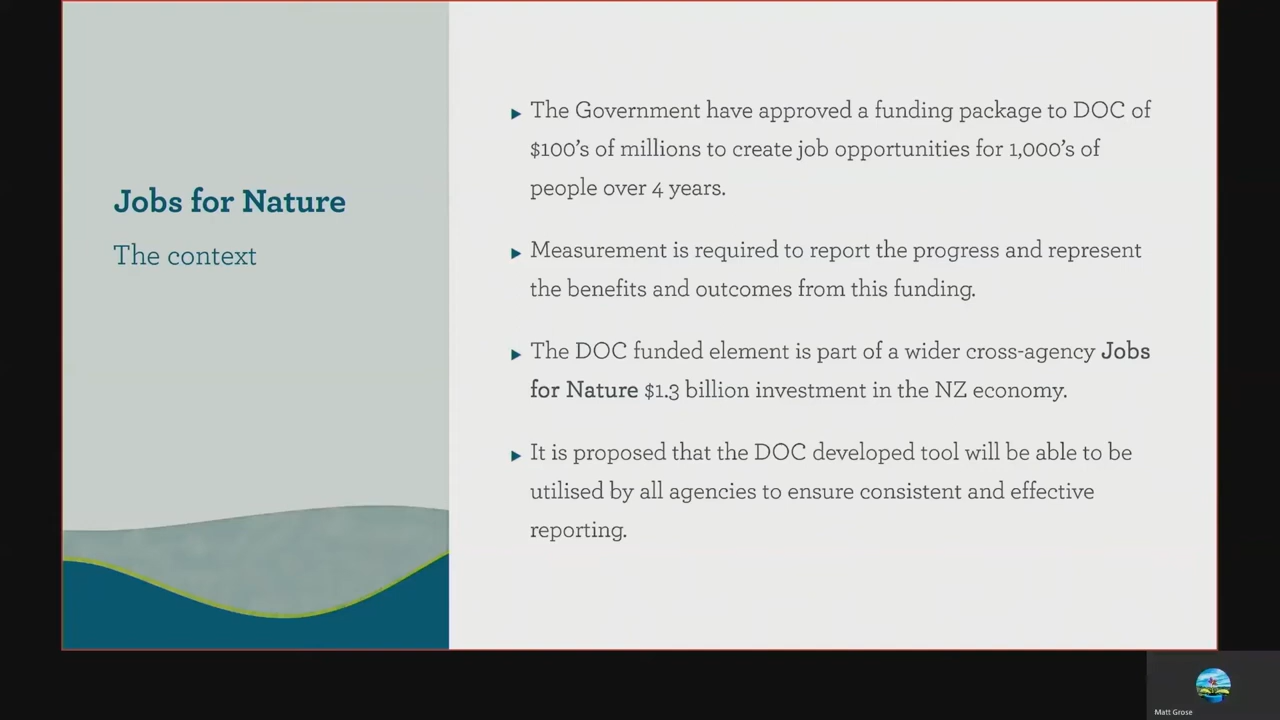 Jobs for Nature
The context
The Government have approved a funding package to DOC of
$100's of millions to create job opportunities for 1,000's of
people over 4 years.
Measurement is required to report the progress and represent
the benefits and outcomes from this funding.
The DOC funded element is part of a wider cross-agency Jobs
for Nature $1.3 billion investment in the NZ economy.
It is proposed that the DOC developed tool will be able to be
utilised by all agencies to ensure consistent and effective
reporting.
Matt Grose